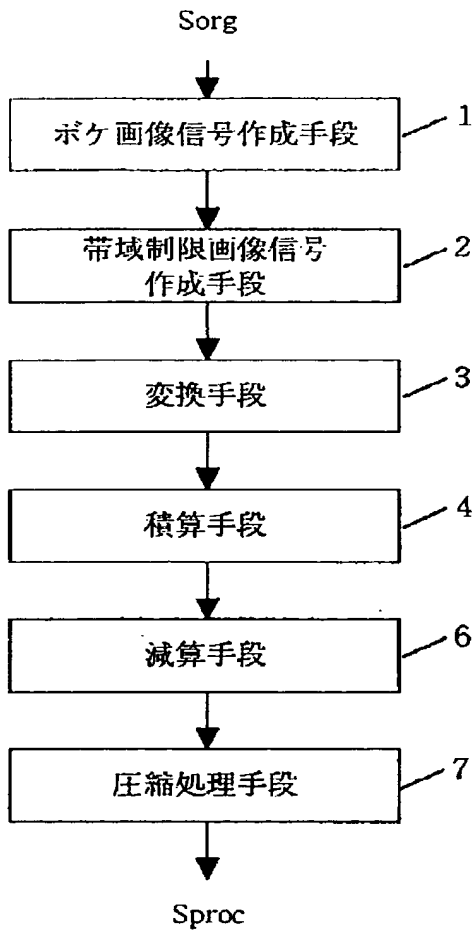 Sorg
ボケ画像信号作成手段
1
帯域制限画像信号
作成手段
2
変換手段
3
積算手段
4
減算手段
6
圧縮処理手段
7
Sproc